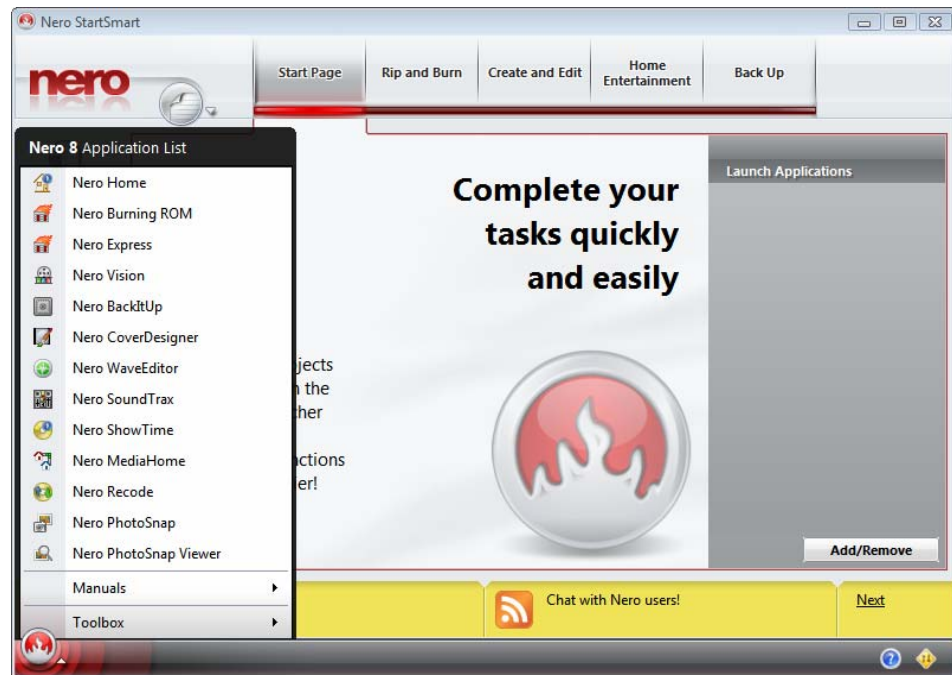 Nero StartSmart
nero
Start Page
Rip and Burn
Create and Edit
Home
Entertainment
Back Up
Nero 8 Application List
Nero Home
Nero Burning ROM
Nero Express
Nero Vision
Nero BackItUp
Nero CoverDesigner
Nero WaveEditor
Nero SoundTrax
Nero ShowTime
Nero MediaHome
Nero Recode
Nero PhotoSnap
Nero PhotoSnap Viewer
Manuals
Toolbox
Complete your
tasks quickly
and easily
jects
the
er!
Launch Applications
Add/Remove
Chat with Nero users!
Next